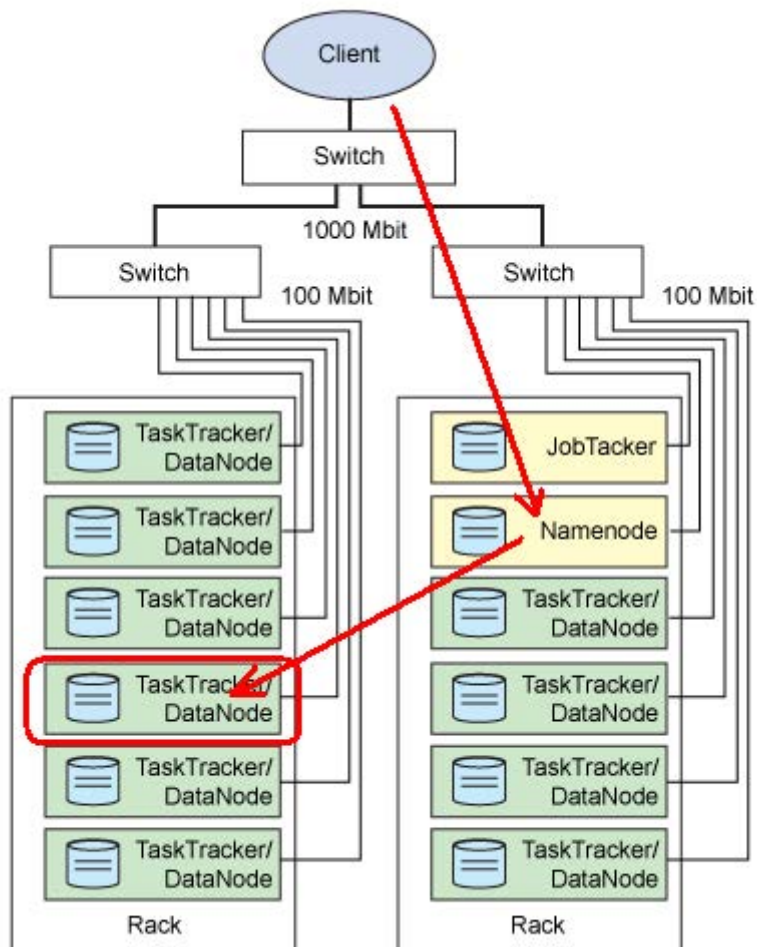 Client
Switch
1000 Mbit
Switch
100 Mbit
Switch
100 Mbit
TaskTracker/
DataNode
TaskTracker/
DataNode
TaskTracker/
DataNode
TaskTracker/
DataNode
TaskTracker/
DataNode
TaskTracker/
DataNode
Rack
JobTacker
Namenode
TaskTracker/
DataNode
TaskTracker/
DataNode
TaskTracker/
DataNode
TaskTracker/
DataNode
Rack